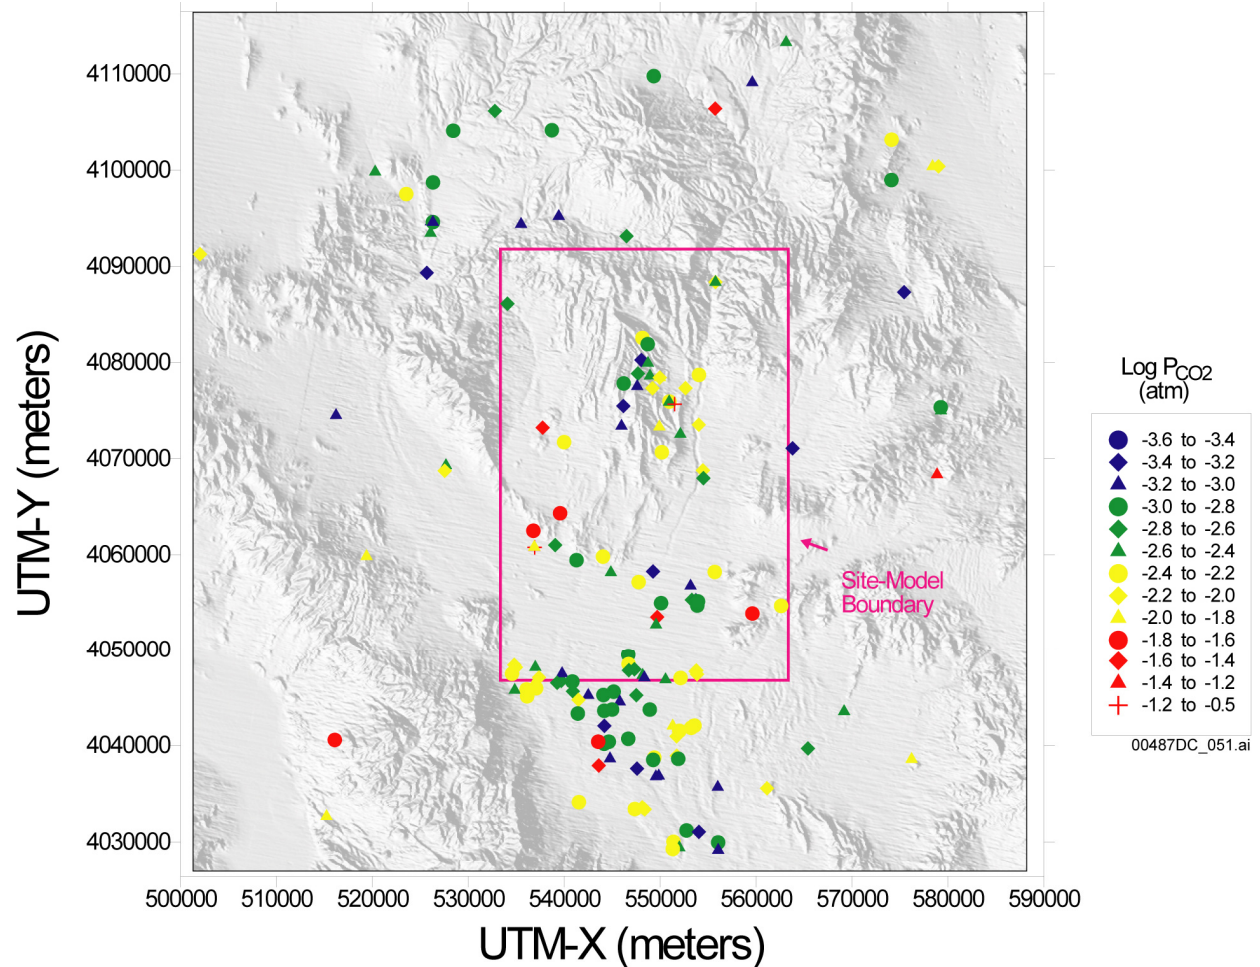 4110000
4100000
4090000
4080000
4070000
4060000
4050000
4040000
4030000
UTM-Y (meters)
500000 510000 520000 530000 540000 550000 560000 570000 580000 590000
UTM-X (meters)
Site-Model
Boundary
Log PCO2
(atm)
-3.6 to -3.4
-3.4 to -3.2
-3.2 to -3.0
-3.0 to -2.8
-2.8 to -2.6
-2.6 to -2.4
-2.4 to -2.2
-2.2 to -2.0
-2.0 to -1.8
-1.8 to -1.6
-1.6 to -1.4
-1.4 to -1.2
-1.2 to -0.5
00487DC_051.ai